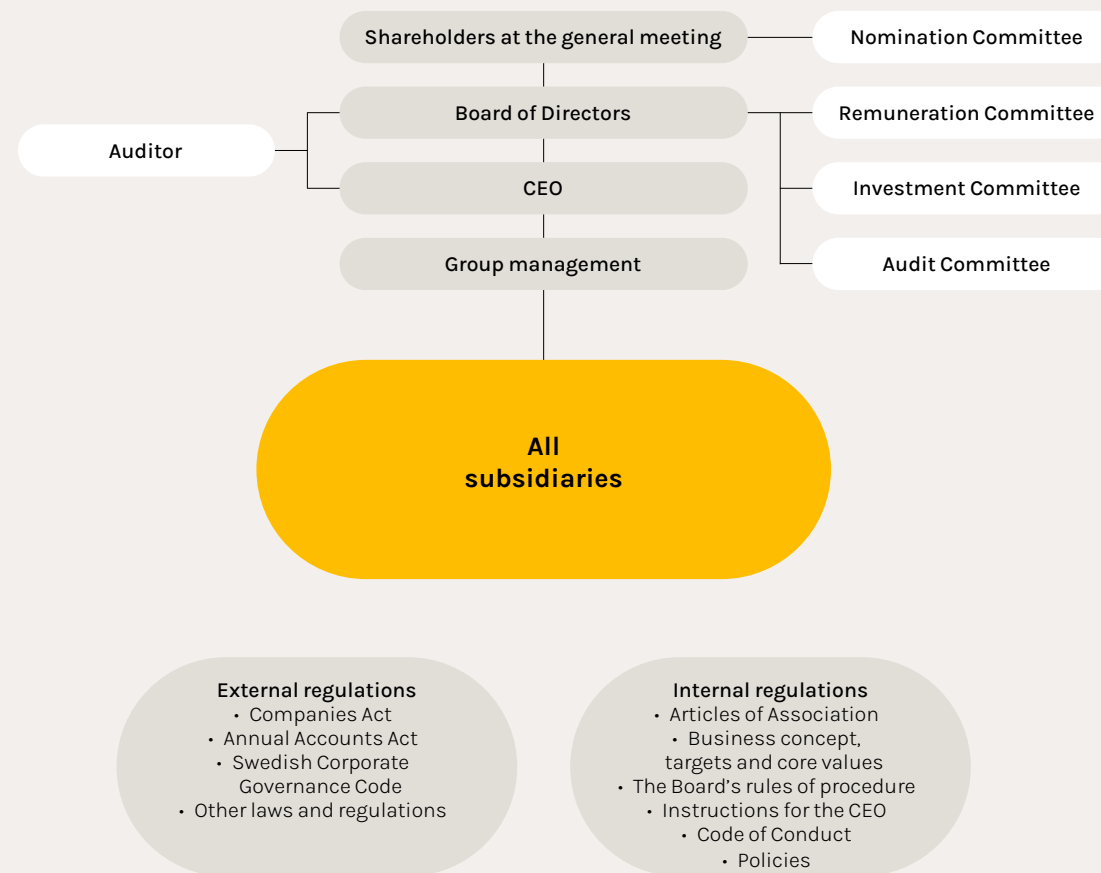 Shareholders at the general meeting
Nomination Committee
Board of Directors
Remuneration Committee
Auditor
CEO
Investment Committee
Group management
Audit Committee
All
subsidiaries
External regulations
• Companies Act
• Annual Accounts Act
• Swedish Corporate
Governance Code
• Other laws and regulations
Internal regulations
• Articles of Association
• Business concept,
targets and core values
• The Board's rules of procedure
• Instructions for the CEO
• Code of Conduct
• Policies